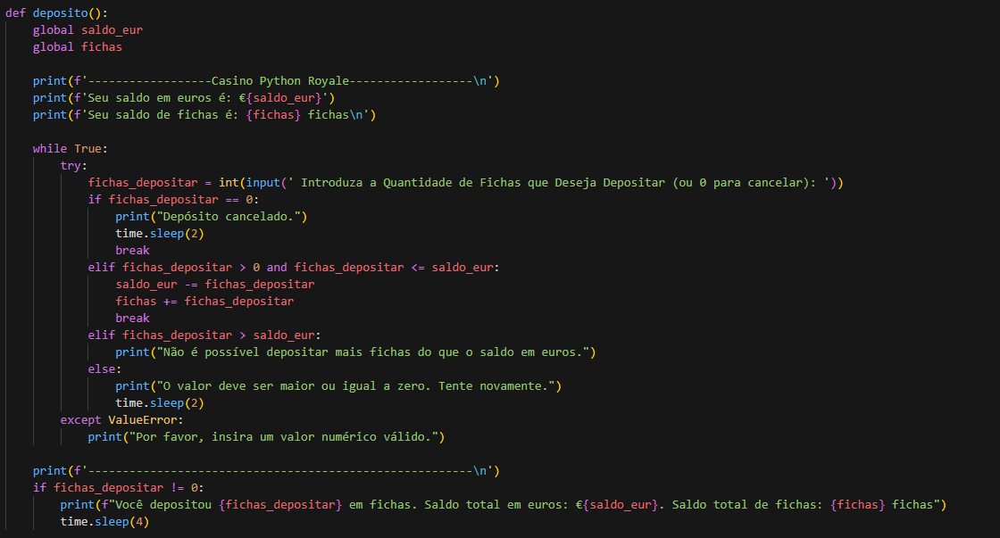 def deposito():
    global saldo_eur
    global fichas

    print(f'------------------Casino Python Royale------------------\n')
    print(f'Seu saldo em euros é: €{saldo_eur}')
    print(f'Seu saldo de fichas é: {fichas} fichas\n')

    while True:
        try:
            fichas_depositar = int(input(' Introduza a Quantidade de Fichas que Deseja Depositar (ou 0 para cancelar): '))
            if fichas_depositar == 0:
                print("Depósito cancelado.")
                time.sleep(2)
                break
            elif fichas_depositar > 0 and fichas_depositar <= saldo_eur:
                saldo_eur -= fichas_depositar
                fichas += fichas_depositar
                break
            elif fichas_depositar > saldo_eur:
                print("Não é possível depositar mais fichas do que o saldo em euros.")
            else:
                print("O valor deve ser maior ou igual a zero. Tente novamente.")
                time.sleep(2)
        except ValueError:
            print("Por favor, insira um valor numérico válido.")

    print(f'--------------------------------------------------------\n')
    if fichas_depositar != 0:
        print(f"Você depositou {fichas_depositar} em fichas. Saldo total em euros: €{saldo_eur}. Saldo total de fichas: {fichas} fichas")
        time.sleep(4)